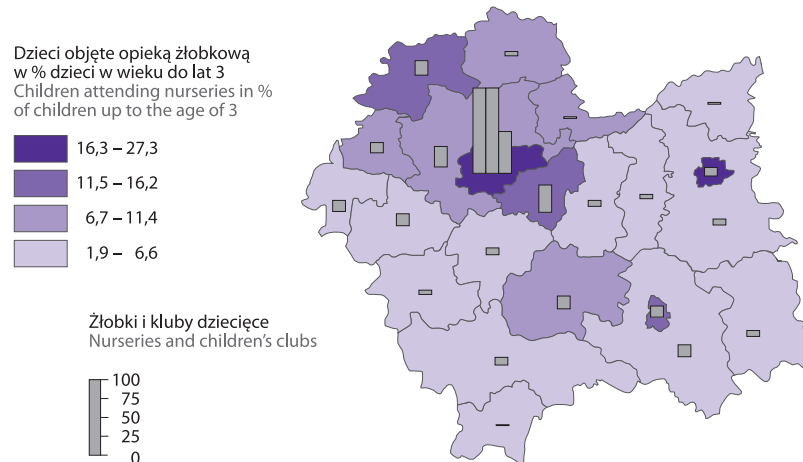 Dzieci objęte opieką żłobkową
w % dzieci w wieku do lat 3
Children attending nurseries in %
of children up to the age of 3
16,3 – 27,3
11,5 – 16,2
6,7 – 11,4
1,9 – 6,6
Żłobki i kluby dziecięce
Nurseries and children's clubs
100
75
50
25
0